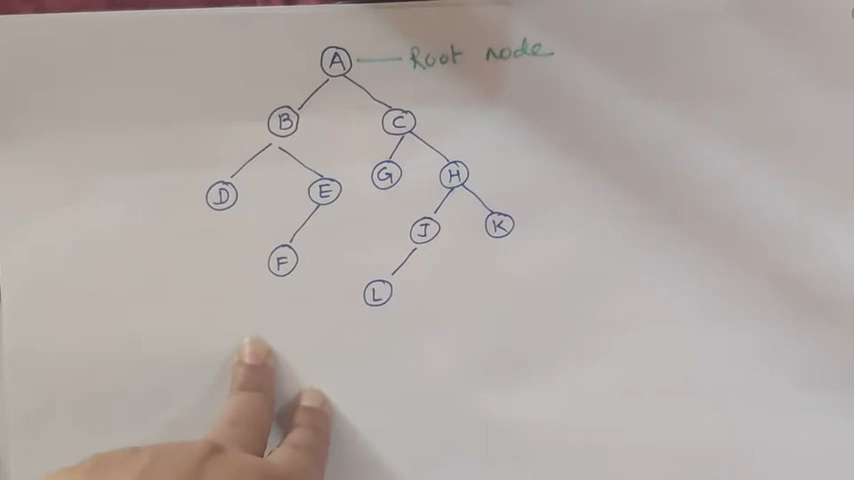 A — Root node
B C
D E G H
F J K
L